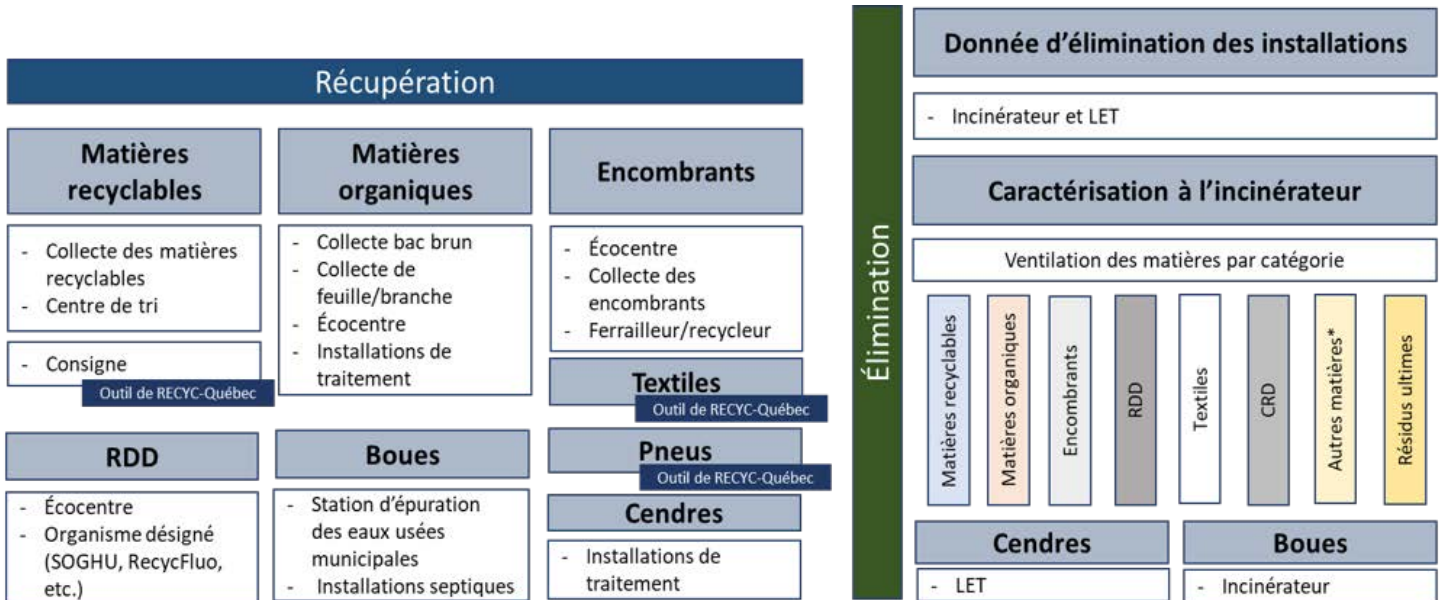 Récupération
Matières
recyclables
- Collecte des matières
recyclables
- Centre de tri
- Consigne
Outil de RECYC-Québec
Matières
organiques
- Collecte bac brun
- Collecte de
feuille/branche
- Écocentre
- Installations de
traitement
Encombrants
- Écocentre
- Collecte des
encombrants
- Ferrailleur/recycleur
Textiles
Outil de RECYC-Québec
RDD
- Écocentre
- Organisme désigné
(SOGHU, RecycFluo,
etc.)
Boues
- Station d'épuration
des eaux usées
municipales
- Installations septiques
Pneus
Outil de RECYC-Québec
Cendres
- Installations de
traitement
Élimination
Donnée d'élimination des installations
- Incinérateur et LET
Caractérisation à l'incinérateur
Ventilation des matières par catégorie
Matières recyclables
Matières organiques
Encombrants
RDD
Textiles
CRD
Autres matières*
Résidus ultimes
Cendres
- LET
Boues
- Incinérateur